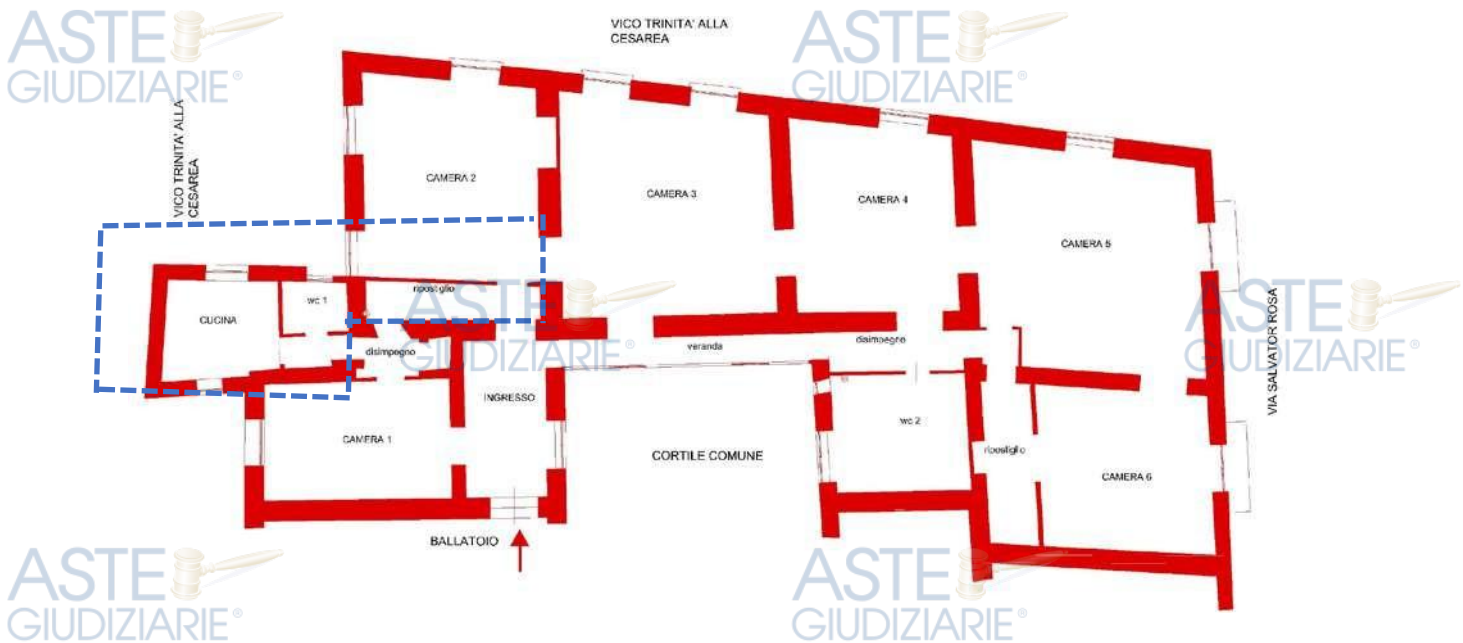 ASTE
GIUDIZIARIE®
VICO TRINITA' ALLA
CESAREA
ASTE
GIUDIZIARIE®
VICO TRINITA' ALLA
CESAREA
CAMERA 2
CAMERA 3
CAMERA 4
CAMERA 5
CUCINA
wc 1
ripostiglio
ASTE
GIUDIZIARIE®
ASTE
GIUDIZIARIE®
disimpegno
veranda
disimpegno
VIA SALVATOR ROSA
INGRESSO
CAMERA 1
wc 2
CORTILE COMUNE
ripostiglio
CAMERA 6
BALLATOIO
ASTE
GIUDIZIARIE®
ASTE
GIUDIZIARIE®